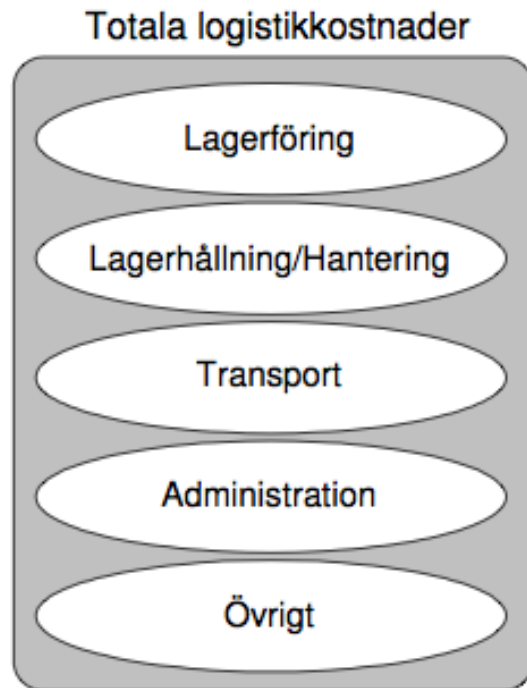 Totala logistikkostnader
Lagerföring
Lagerhållning/Hantering
Transport
Administration
Övrigt